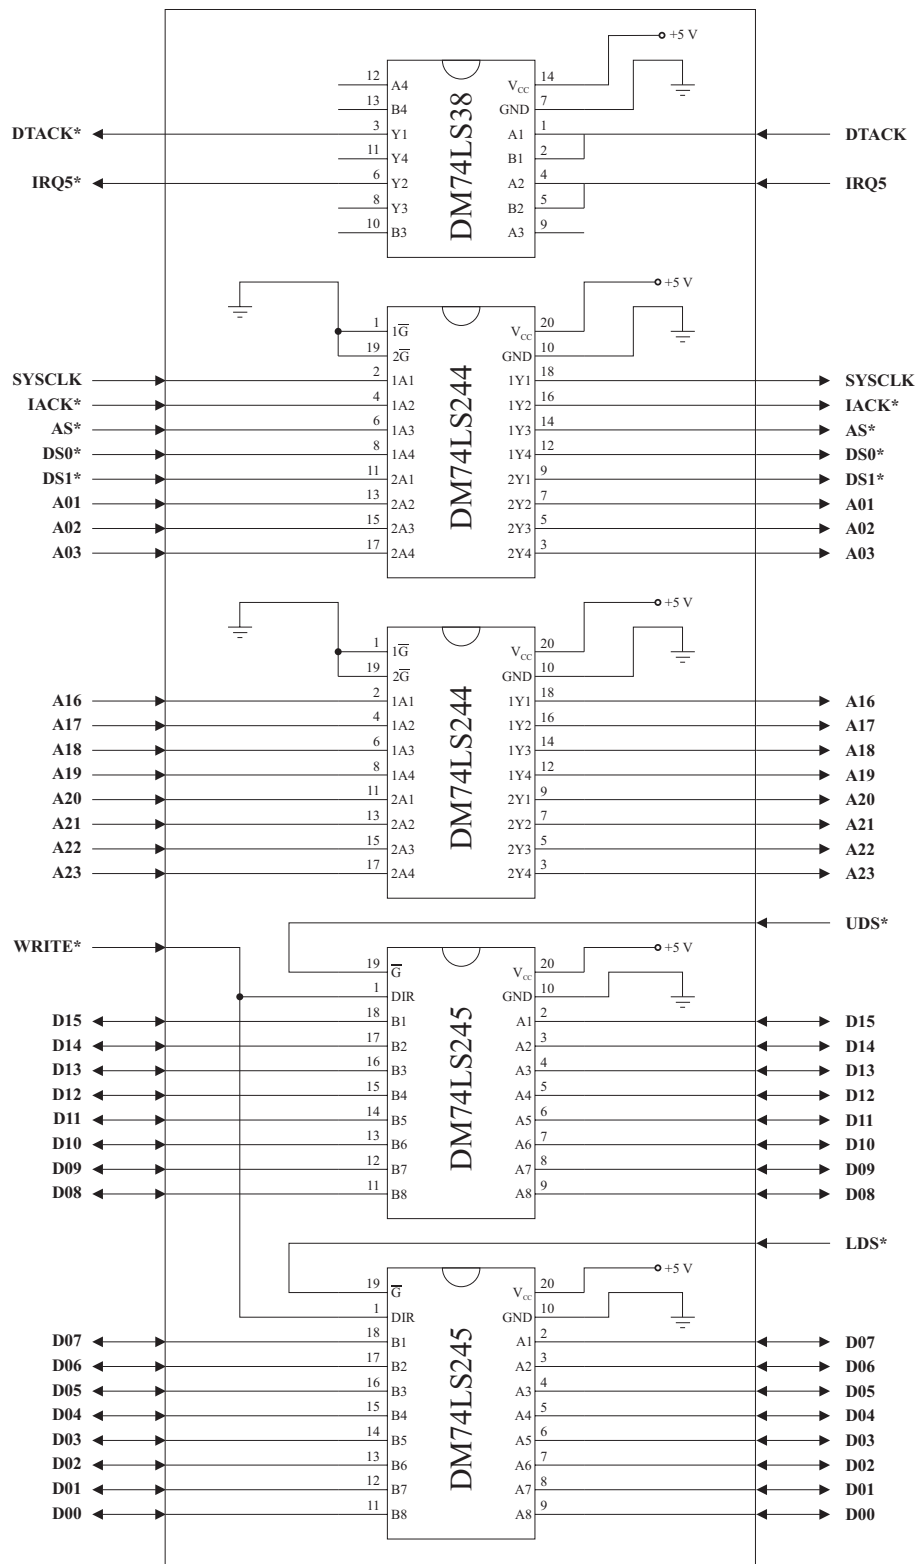 +5 V
12 A4 V_CC 14
13 B4 GND 7
DTACK* 3 Y1 A1 1 DTACK
11 Y4 B1 2
IRQ5* 6 Y2 A2 4 IRQ5
8 Y3 B2 5
10 B3 A3 9
DM74LS38
+5 V
1 1G̅ V_CC 20
19 2G̅ GND 10
SYSCLK 2 1A1 1Y1 18 SYSCLK
IACK* 4 1A2 1Y2 16 IACK*
AS* 6 1A3 1Y3 14 AS*
DS0* 8 1A4 1Y4 12 DS0*
DS1* 11 2A1 2Y1 9 DS1*
A01 13 2A2 2Y2 7 A01
A02 15 2A3 2Y3 5 A02
A03 17 2A4 2Y4 3 A03
DM74LS244
+5 V
1 1G̅ V_CC 20
19 2G̅ GND 10
A16 2 1A1 1Y1 18 A16
A17 4 1A2 1Y2 16 A17
A18 6 1A3 1Y3 14 A18
A19 8 1A4 1Y4 12 A19
A20 11 2A1 2Y1 9 A20
A21 13 2A2 2Y2 7 A21
A22 15 2A3 2Y3 5 A22
A23 17 2A4 2Y4 3 A23
DM74LS244
UDS*
WRITE* +5 V
19 G̅ V_CC 20
1 DIR GND 10
D15 18 B1 A1 2 D15
D14 17 B2 A2 3 D14
D13 16 B3 A3 4 D13
D12 15 B4 A4 5 D12
D11 14 B5 A5 6 D11
D10 13 B6 A6 7 D10
D09 12 B7 A7 8 D09
D08 11 B8 A8 9 D08
DM74LS245
LDS*
+5 V
19 G̅ V_CC 20
1 DIR GND 10
D07 18 B1 A1 2 D07
D06 17 B2 A2 3 D06
D05 16 B3 A3 4 D05
D04 15 B4 A4 5 D04
D03 14 B5 A5 6 D03
D02 13 B6 A6 7 D02
D01 12 B7 A7 8 D01
D00 11 B8 A8 9 D00
DM74LS245